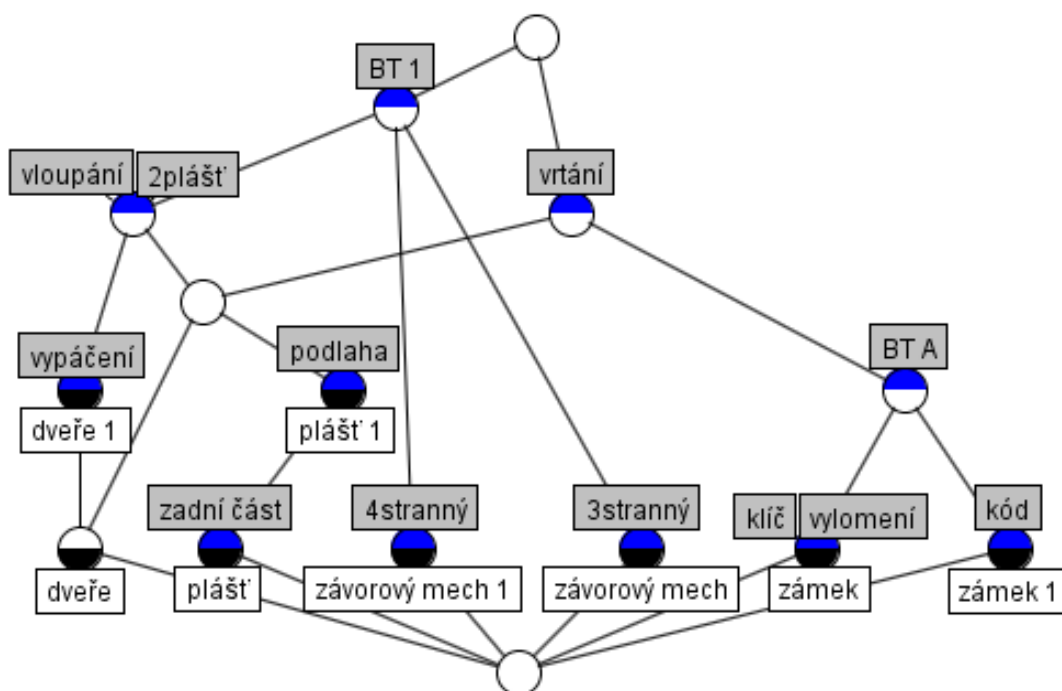 BT 1
vloupání
2plášť
vrtání
vypáčení
podlaha
BT A
dveře 1
plášť 1
zadní část
4stranný
3stranný
klíč
vylomení
kód
dveře
plášť
závorový mech 1
závorový mech
zámek
zámek 1